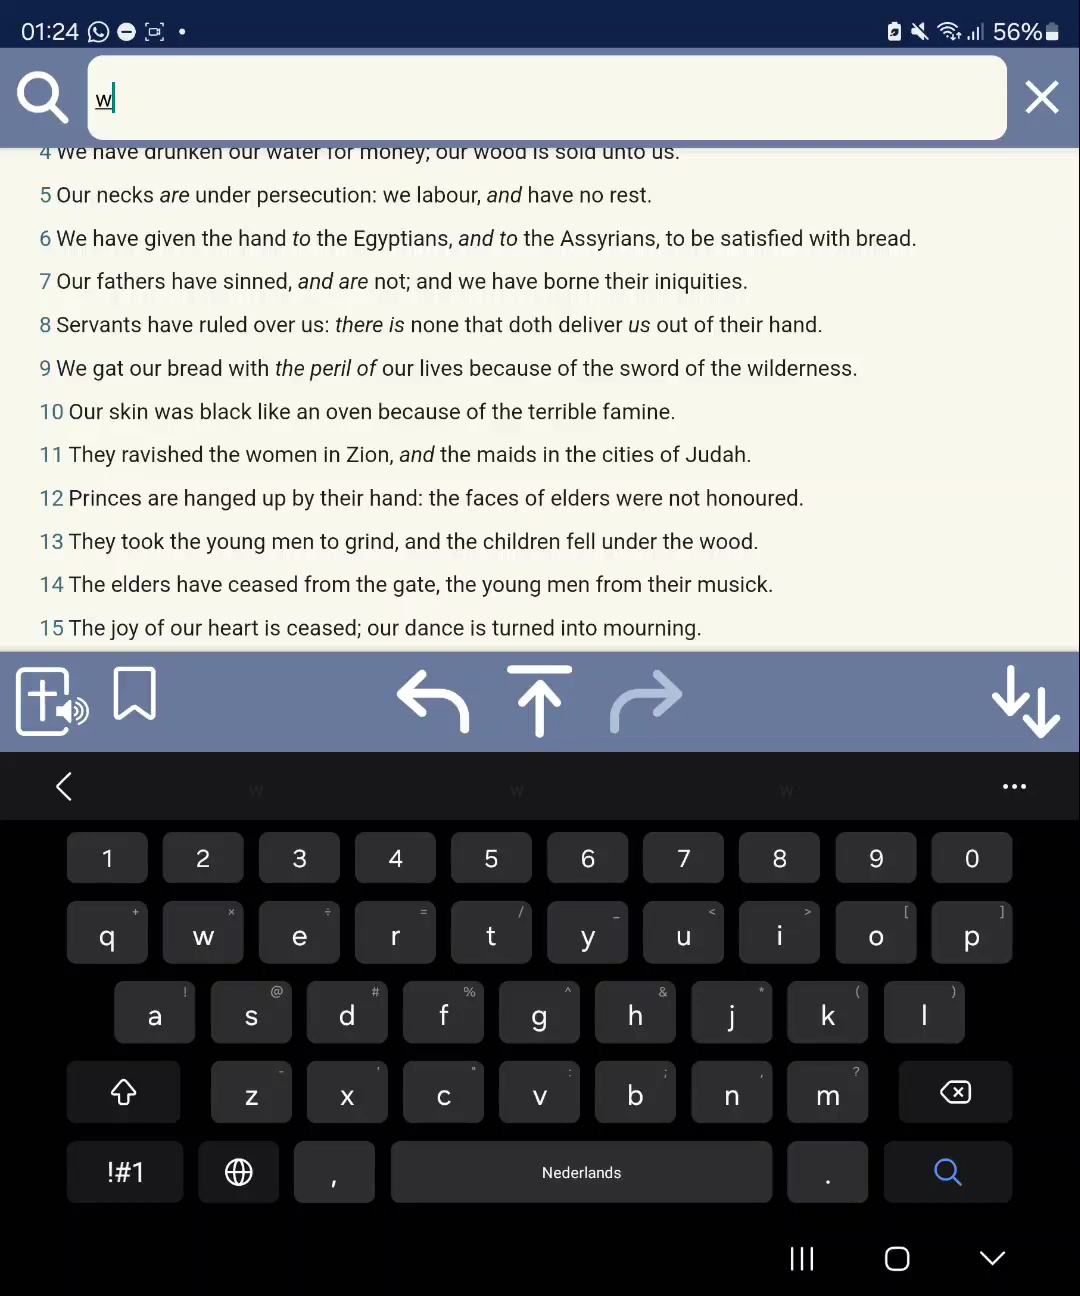 01:24 56%
w
4 We have drunken our water for money; our wood is sold unto us.
5 Our necks are under persecution: we labour, and have no rest.
6 We have given the hand to the Egyptians, and to the Assyrians, to be satisfied with bread.
7 Our fathers have sinned, and are not; and we have borne their iniquities.
8 Servants have ruled over us: there is none that doth deliver us out of their hand.
9 We gat our bread with the peril of our lives because of the sword of the wilderness.
10 Our skin was black like an oven because of the terrible famine.
11 They ravished the women in Zion, and the maids in the cities of Judah.
12 Princes are hanged up by their hand: the faces of elders were not honoured.
13 They took the young men to grind, and the children fell under the wood.
14 The elders have ceased from the gate, the young men from their musick.
15 The joy of our heart is ceased; our dance is turned into mourning.
w w w
1 2 3 4 5 6 7 8 9 0
+ × ÷ = / _ < > [ ]
q w e r t y u i o p
! @ # % ^ & * ( )
a s d f g h j k l
- ' " : ; , ?
z x c v b n m
!#1 , Nederlands .